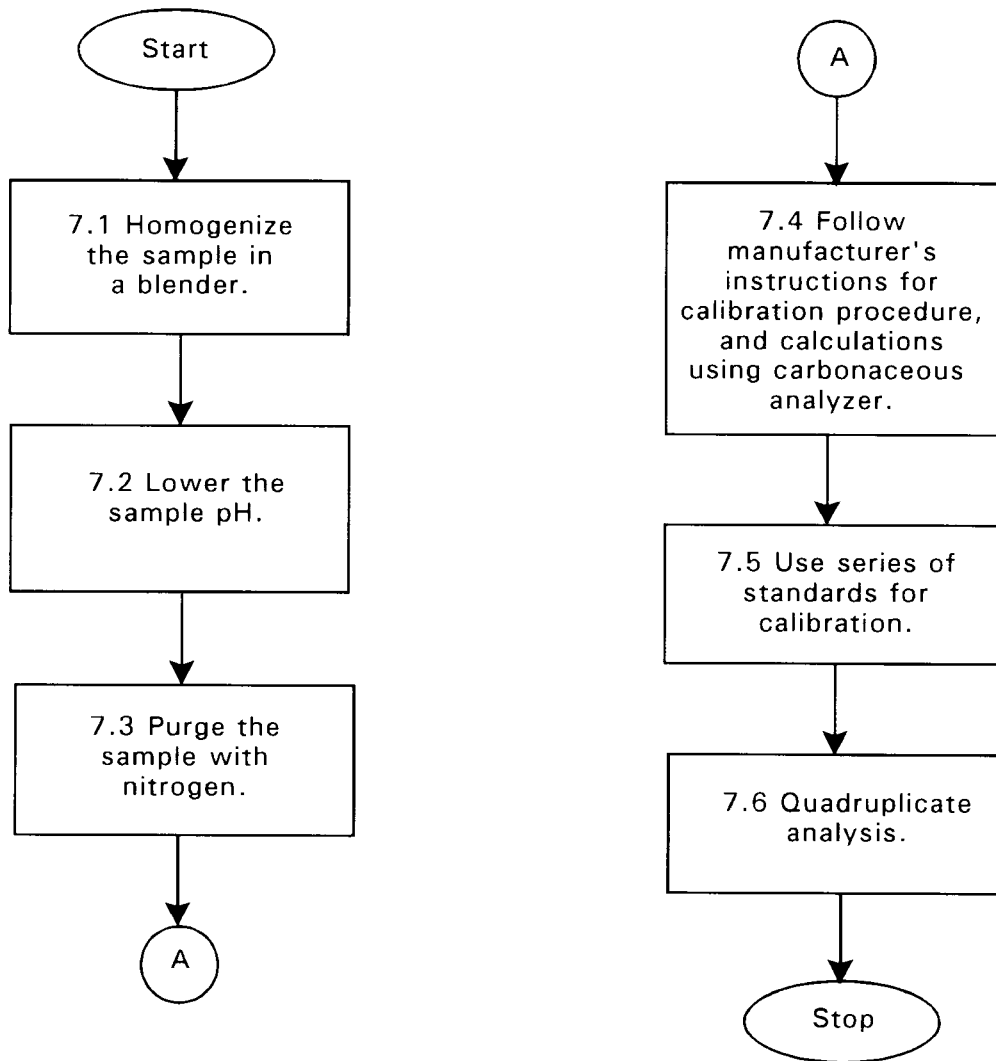 Start
7.1 Homogenize
the sample in
a blender.
7.2 Lower the
sample pH.
7.3 Purge the
sample with
nitrogen.
A
A
7.4 Follow
manufacturer's
instructions for
calibration procedure,
and calculations
using carbonaceous
analyzer.
7.5 Use series of
standards for
calibration.
7.6 Quadruplicate
analysis.
Stop